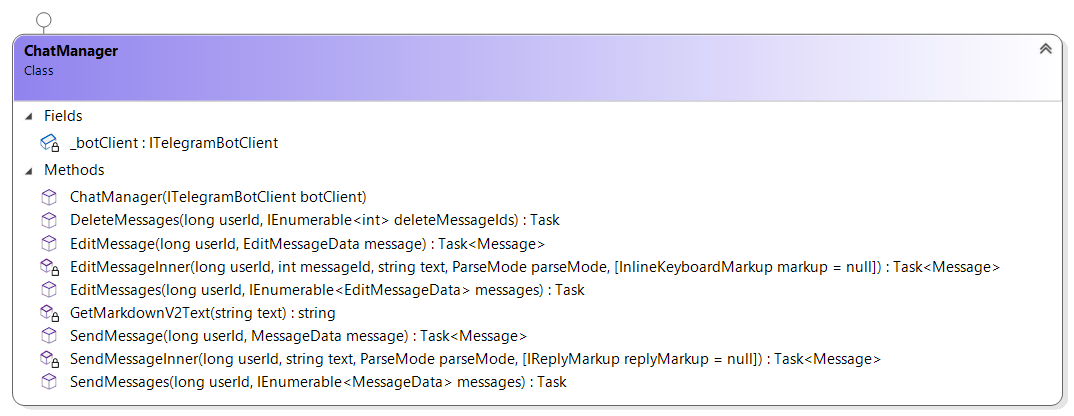 ChatManager
Class
Fields
_botClient : ITelegramBotClient
Methods
ChatManager(ITelegramBotClient botClient)
DeleteMessages(long userId, IEnumerable<int> deleteMessageIds) : Task
EditMessage(long userId, EditMessageData message) : Task<Message>
EditMessageInner(long userId, int messageId, string text, ParseMode parseMode, [InlineKeyboardMarkup markup = null]) : Task<Message>
EditMessages(long userId, IEnumerable<EditMessageData> messages) : Task
GetMarkdownV2Text(string text) : string
SendMessage(long userId, MessageData message) : Task<Message>
SendMessageInner(long userId, string text, ParseMode parseMode, [IReplyMarkup replyMarkup = null]) : Task<Message>
SendMessages(long userId, IEnumerable<MessageData> messages) : Task